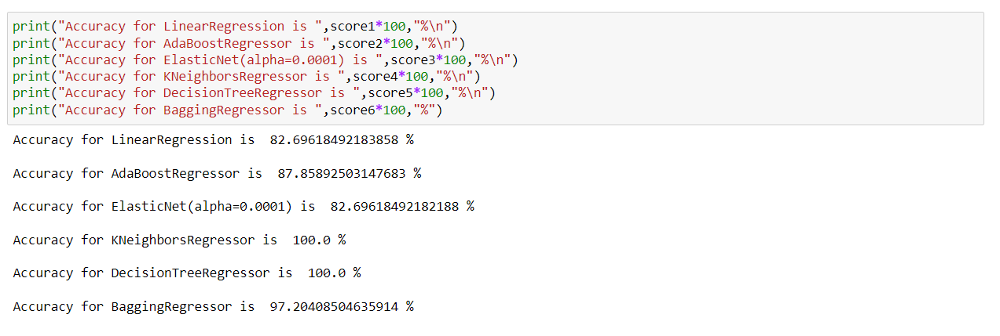 print("Accuracy for LinearRegression is ",score1*100,"%\n")
print("Accuracy for AdaBoostRegressor is ",score2*100,"%\n")
print("Accuracy for ElasticNet(alpha=0.0001) is ",score3*100,"%\n")
print("Accuracy for KNeighborsRegressor is ",score4*100,"%\n")
print("Accuracy for DecisionTreeRegressor is ",score5*100,"%\n")
print("Accuracy for BaggingRegressor is ",score6*100,"%")
Accuracy for LinearRegression is  82.69618492183858 %
Accuracy for AdaBoostRegressor is  87.85892503147683 %
Accuracy for ElasticNet(alpha=0.0001) is  82.69618492182188 %
Accuracy for KNeighborsRegressor is  100.0 %
Accuracy for DecisionTreeRegressor is  100.0 %
Accuracy for BaggingRegressor is  97.20408504635914 %